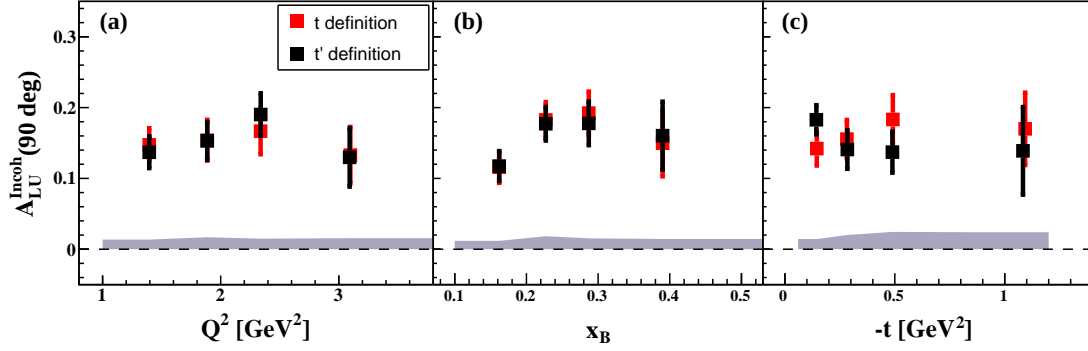 (a)
t definition
t' definition
(b)
(c)
0.3
0.2
0.1
0
A_LU^Incoh(90 deg)
1 2 3
0.1 0.2 0.3 0.4 0.5
0 0.5 1
Q² [GeV²]
x_B
-t [GeV²]